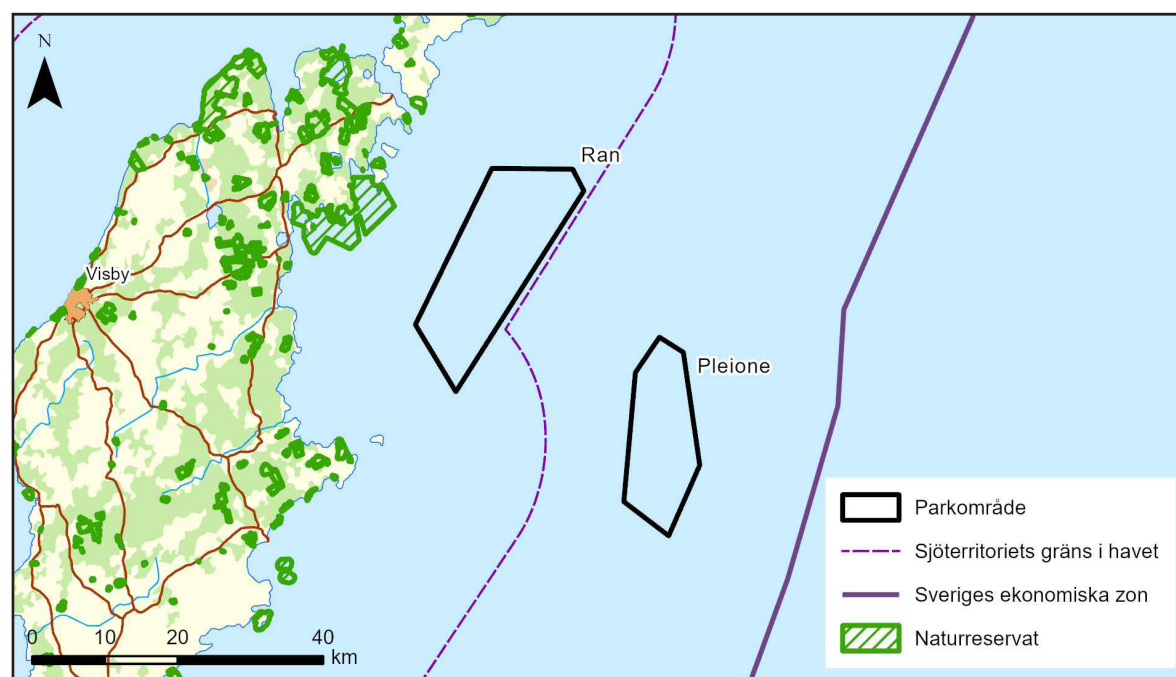 N
Ran
Visby
Pleione
Parkområde
Sjöterritoriets gräns i havet
Sveriges ekonomiska zon
Naturreservat
0 10 20 40
km